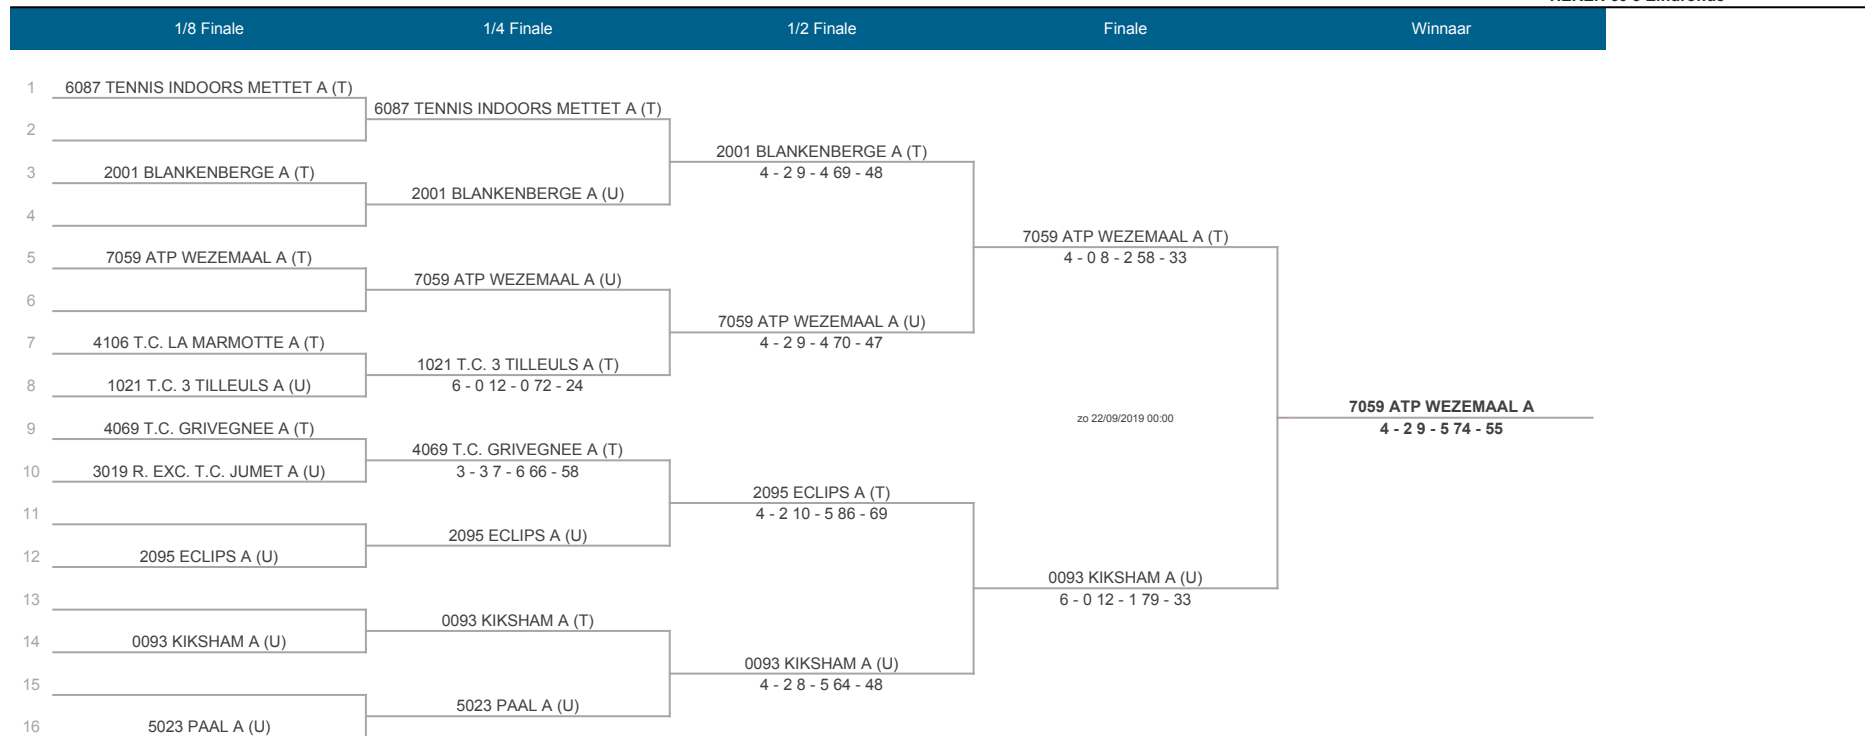 1/8 Finale 1/4 Finale 1/2 Finale Finale Winnaar
1 6087 TENNIS INDOORS METTET A (T)
6087 TENNIS INDOORS METTET A (T)
2
2001 BLANKENBERGE A (T)
4 - 2 9 - 4 69 - 48
3 2001 BLANKENBERGE A (T)
2001 BLANKENBERGE A (U)
4
7059 ATP WEZEMAAL A (T)
4 - 0 8 - 2 58 - 33
5 7059 ATP WEZEMAAL A (T)
7059 ATP WEZEMAAL A (U)
6
7059 ATP WEZEMAAL A (U)
4 - 2 9 - 4 70 - 47
7 4106 T.C. LA MARMOTTE A (T)
1021 T.C. 3 TILLEULS A (T)
6 - 0 12 - 0 72 - 24
8 1021 T.C. 3 TILLEULS A (U)
7059 ATP WEZEMAAL A
zo 22/09/2019 00:00
4 - 2 9 - 5 74 - 55
9 4069 T.C. GRIVEGNEE A (T)
4069 T.C. GRIVEGNEE A (T)
3 - 3 7 - 6 66 - 58
10 3019 R. EXC. T.C. JUMET A (U)
2095 ECLIPS A (T)
4 - 2 10 - 5 86 - 69
11
2095 ECLIPS A (U)
12 2095 ECLIPS A (U)
0093 KIKSHAM A (U)
6 - 0 12 - 1 79 - 33
13
0093 KIKSHAM A (T)
14 0093 KIKSHAM A (U)
0093 KIKSHAM A (U)
4 - 2 8 - 5 64 - 48
15
5023 PAAL A (U)
16 5023 PAAL A (U)